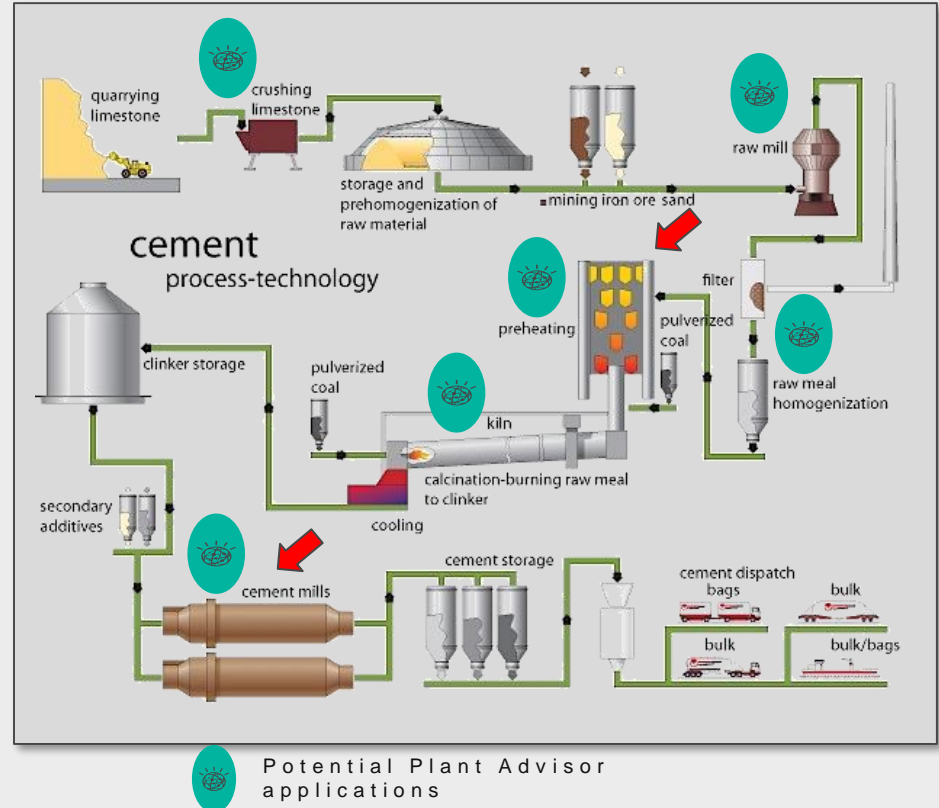 quarrying
limestone
crushing
limestone
storage and
prehomogenization of
raw material
mining iron ore sand
raw mill
cement
process-technology
preheating
filter
pulverized
coal
raw meal
homogenization
clinker storage
pulverized
coal
kiln
calcination-burning raw meal
to clinker
cooling
secondary
additives
cement mills
cement storage
cement dispatch
bags
bulk
bulk
bulk/bags
Potential Plant Advisor
applications